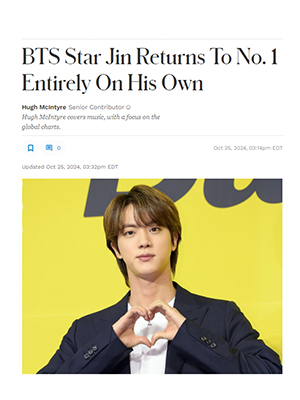 BTS Star Jin Returns To No. 1
Entirely On His Own
Hugh McIntyre Senior Contributor
Hugh McIntyre covers music, with a focus on the
global charts.
0
Oct 25, 2024, 03:14pm EDT
Updated Oct 25, 2024, 03:32pm EDT